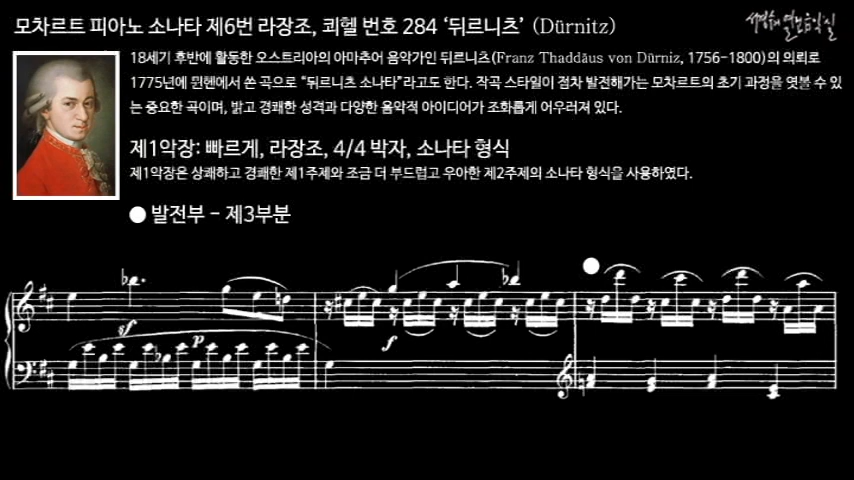 모차르트 피아노 소나타 제6번 라장조, 쾨헬 번호 284 ‘뒤르니츠’ (Dürnitz)
서정원의 열린음악실
18세기 후반에 활동한 오스트리아의 아마추어 음악가인 뒤르니츠(Franz Thaddäus von Dürniz, 1756-1800)의 의뢰로
1775년에 뮌헨에서 쓴 곡으로 “뒤르니츠 소나타”라고도 한다. 작곡 스타일이 점차 발전해가는 모차르트의 초기 과정을 엿볼 수 있
는 중요한 곡이며, 밝고 경쾌한 성격과 다양한 음악적 아이디어가 조화롭게 어우러져 있다.
제1악장: 빠르게, 라장조, 4/4 박자, 소나타 형식
제1악장은 상쾌하고 경쾌한 제1주제와 조금 더 부드럽고 우아한 제2주제의 소나타 형식을 사용하였다.
● 발전부 - 제3부분
sf
p
f